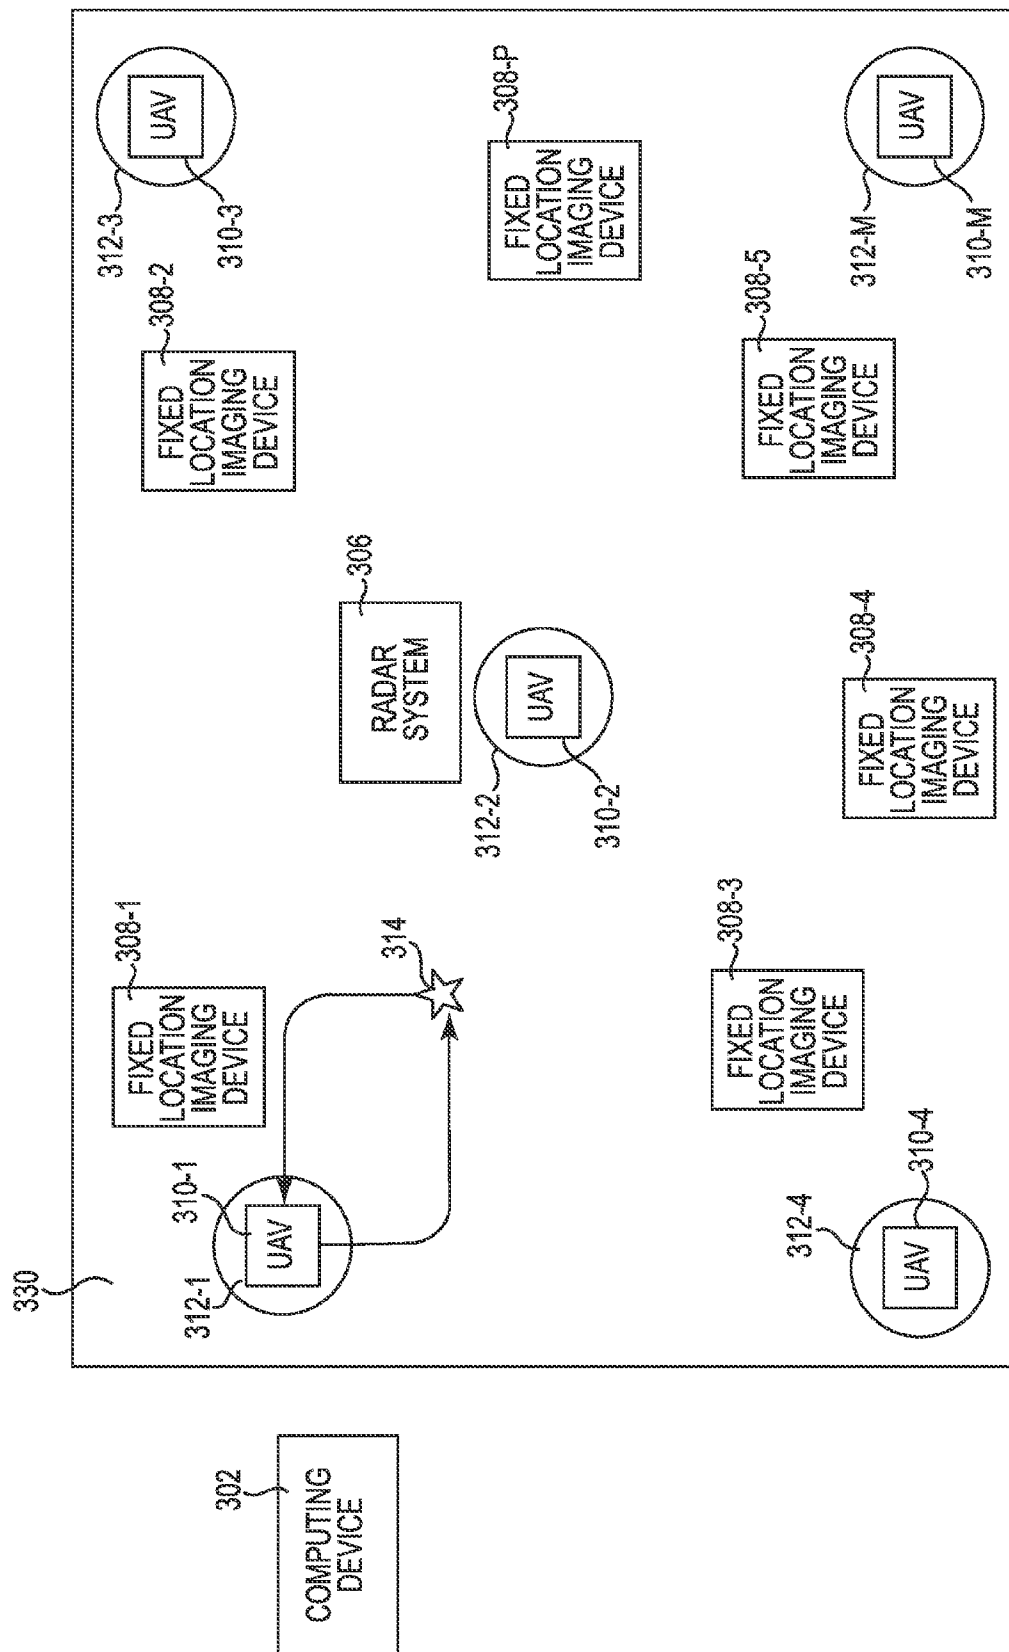 330
302
COMPUTING
DEVICE
312-1
310-1
UAV
308-1
FIXED
LOCATION
IMAGING
DEVICE
314
306
RADAR
SYSTEM
312-2
310-2
UAV
308-2
FIXED
LOCATION
IMAGING
DEVICE
312-3
310-3
UAV
308-P
FIXED
LOCATION
IMAGING
DEVICE
312-4
310-4
UAV
308-3
FIXED
LOCATION
IMAGING
DEVICE
308-4
FIXED
LOCATION
IMAGING
DEVICE
308-5
FIXED
LOCATION
IMAGING
DEVICE
312-M
310-M
UAV